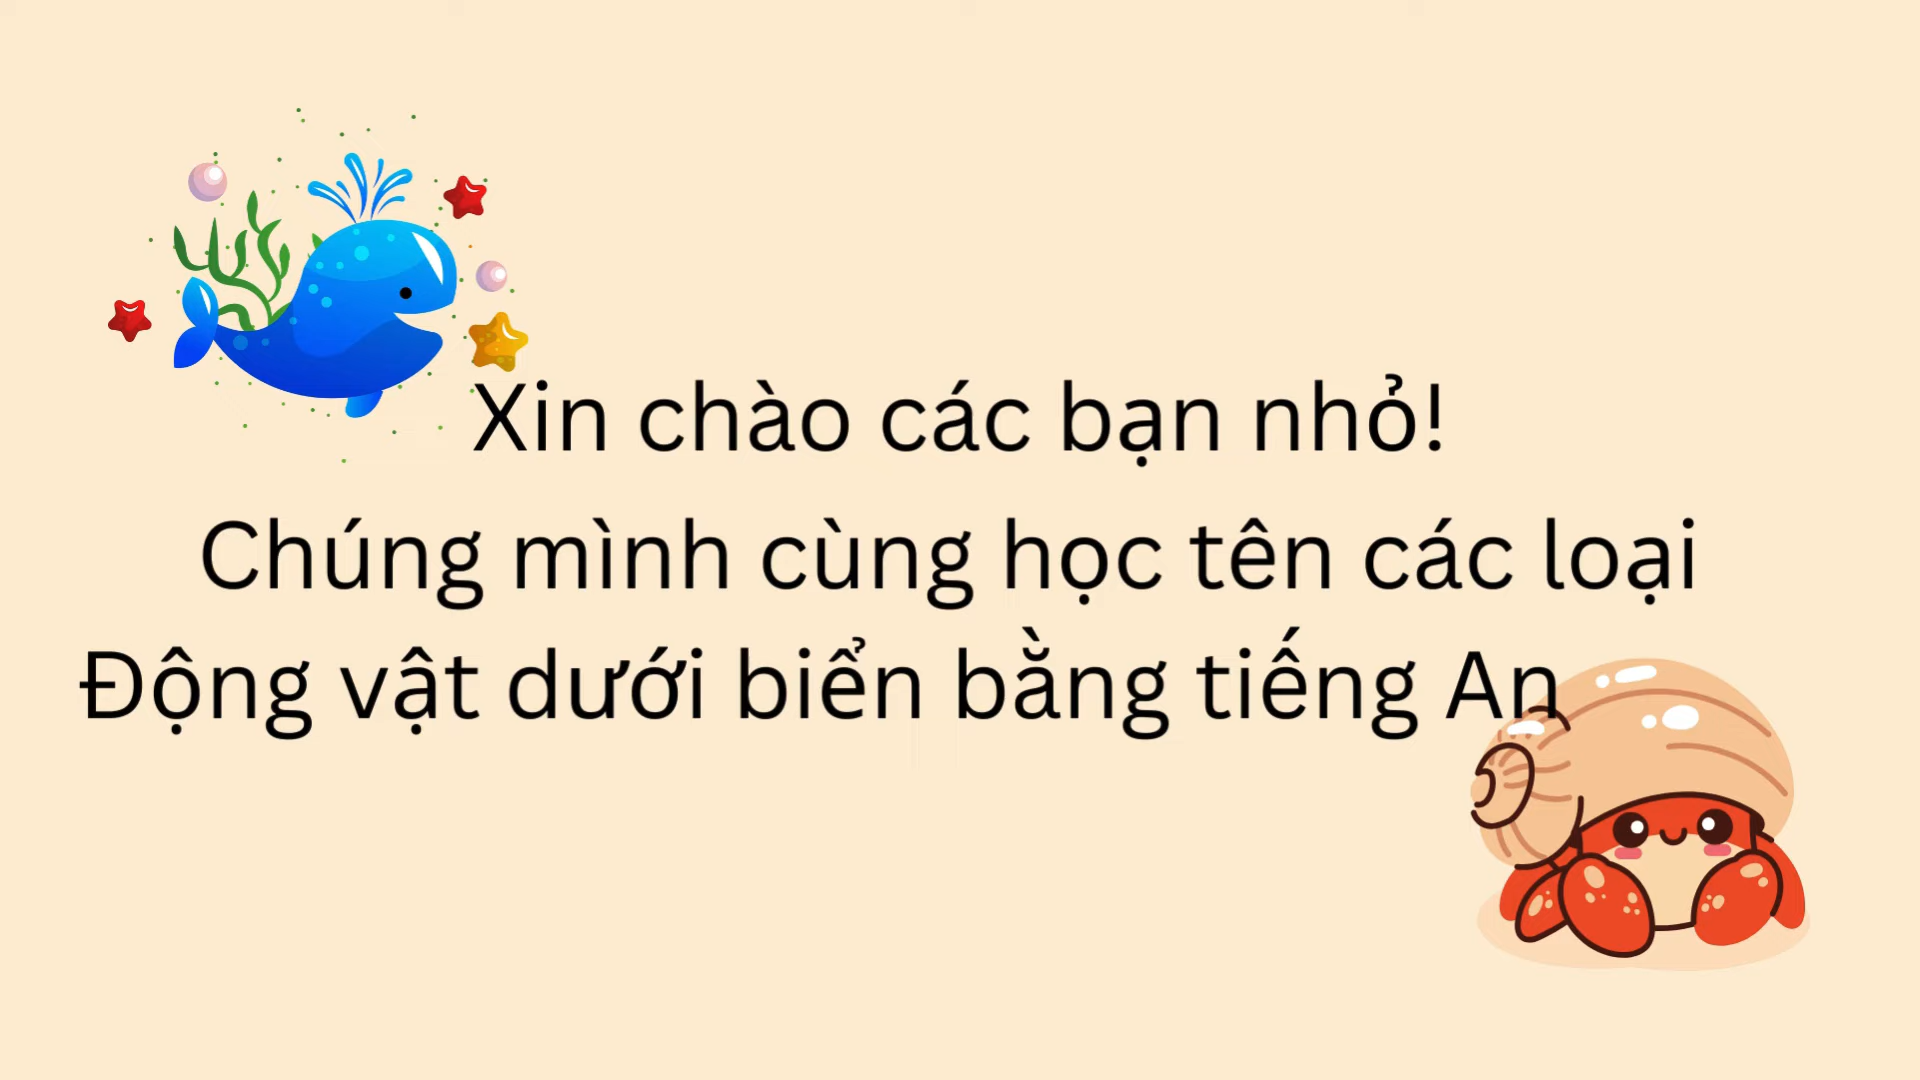 Xin chào các bạn nhỏ!
Chúng mình cùng học tên các loại
Động vật dưới biển bằng tiếng An